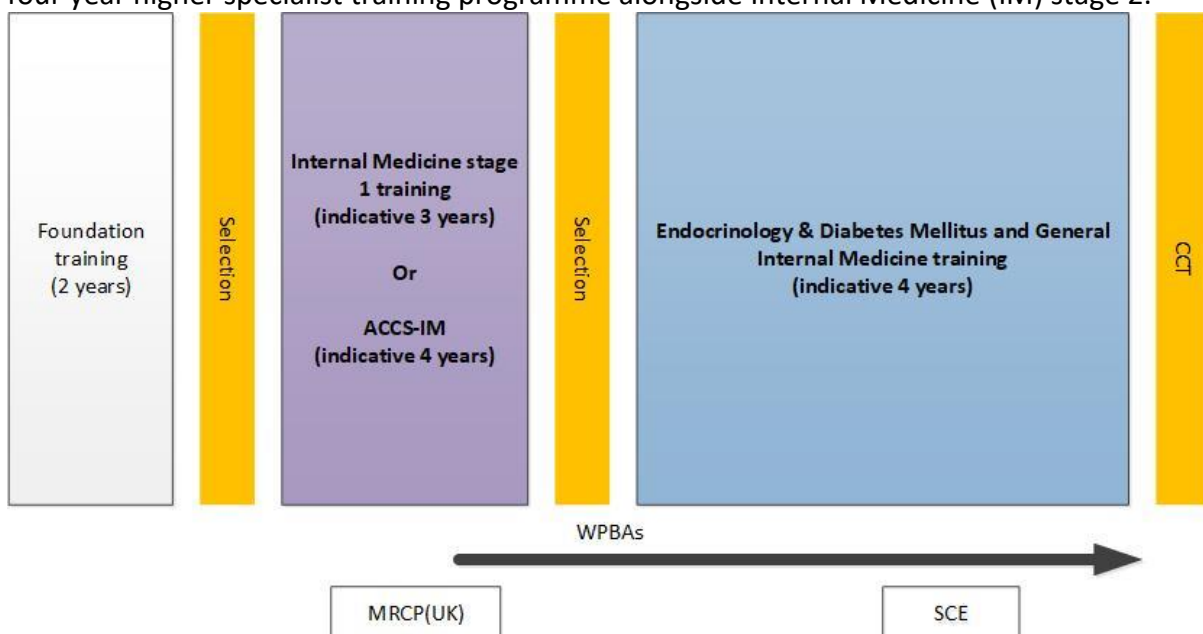 four year higher specialist training programme alongside Internal Medicine (IM) stage 2.
Foundation
training
(2 years)
Selection
Internal Medicine stage
1 training
(indicative 3 years)
Or
ACCS-IM
(indicative 4 years)
Selection
Endocrinology & Diabetes Mellitus and General
Internal Medicine training
(indicative 4 years)
CCT
WPBAs
MRCP(UK)
SCE